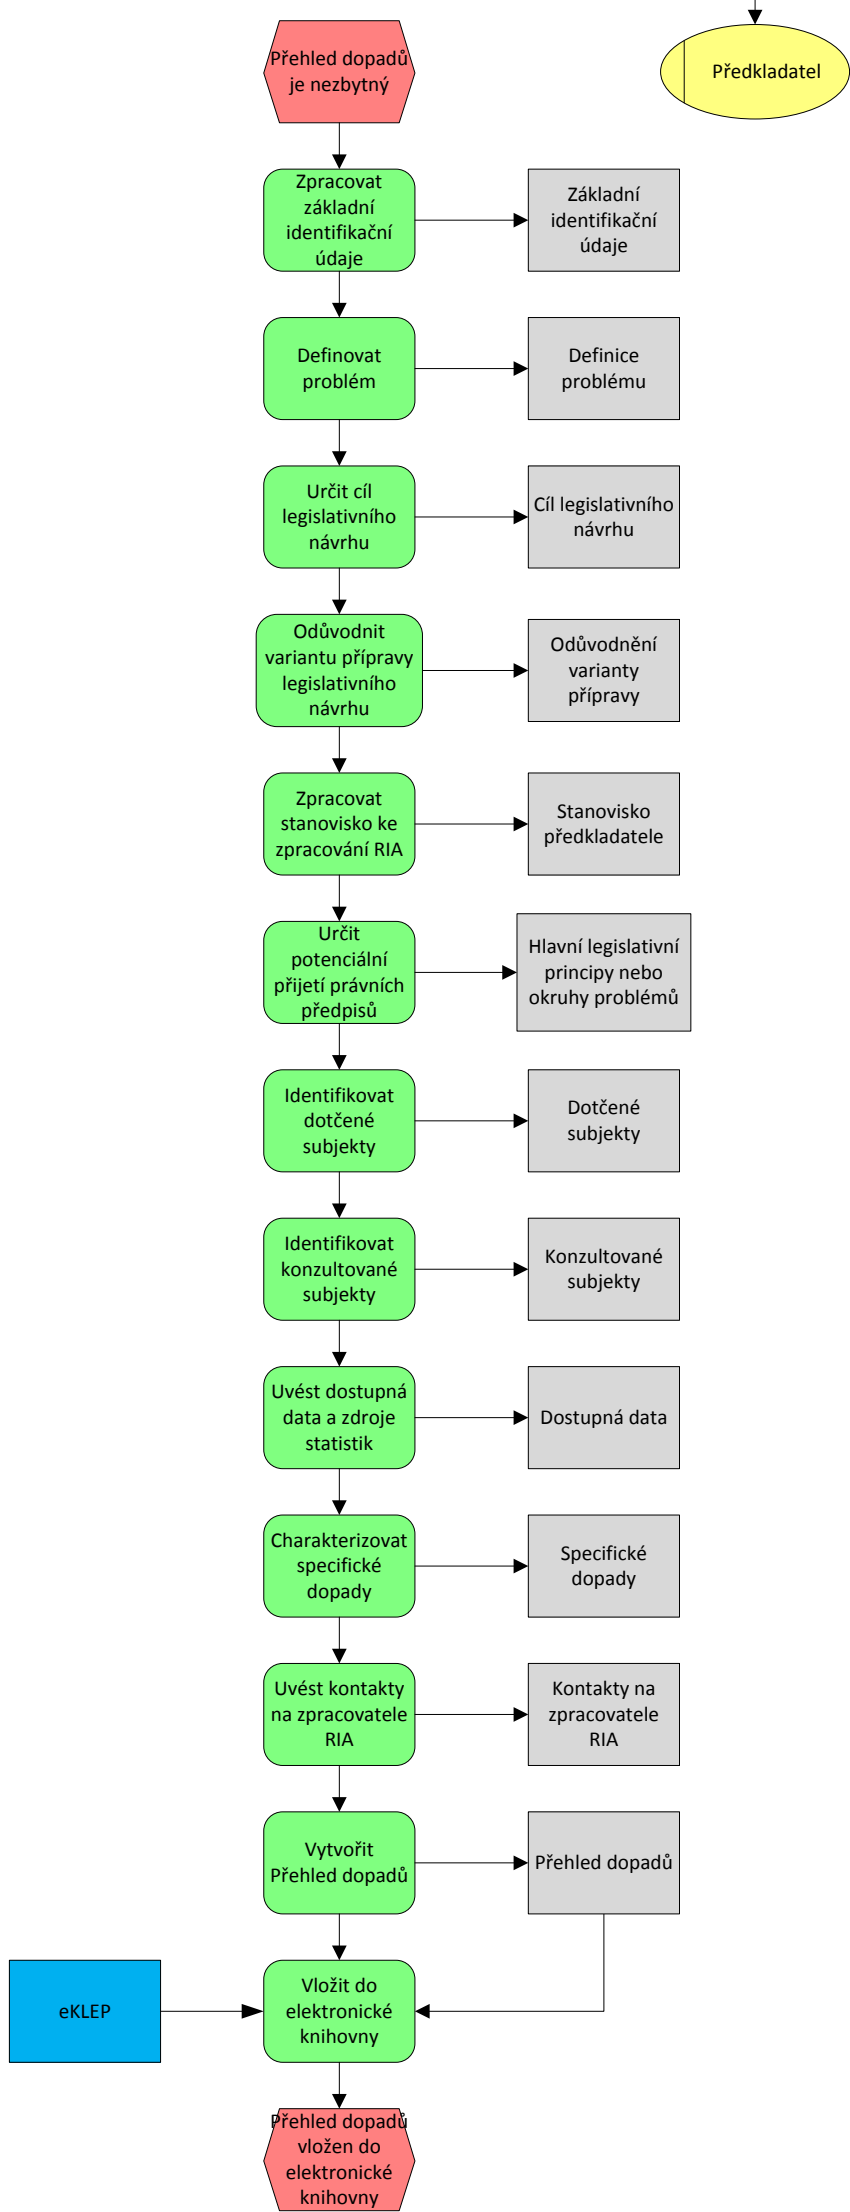 Přehled dopadů
je nezbytný
Předkladatel
Zpracovat
základní
identifikační
údaje
Základní
identifikační
údaje
Definovat
problém
Definice
problému
Určit cíl
legislativního
návrhu
Cíl legislativního
návrhu
Odůvodnit
variantu přípravy
legislativního
návrhu
Odůvodnění
varianty
přípravy
Zpracovat
stanovisko ke
zpracování RIA
Stanovisko
předkladatele
Určit
potenciální
přijetí právních
předpisů
Hlavní legislativní
principy nebo
okruhy problémů
Identifikovat
dotčené
subjekty
Dotčené
subjekty
Identifikovat
konzultované
subjekty
Konzultované
subjekty
Uvést dostupná
data a zdroje
statistik
Dostupná data
Charakterizovat
specifické
dopady
Specifické
dopady
Uvést kontakty
na zpracovatele
RIA
Kontakty na
zpracovatele
RIA
Vytvořit
Přehled dopadů
Přehled dopadů
eKLEP
Vložit do
elektronické
knihovny
Přehled dopadů
vložen do
elektronické
knihovny